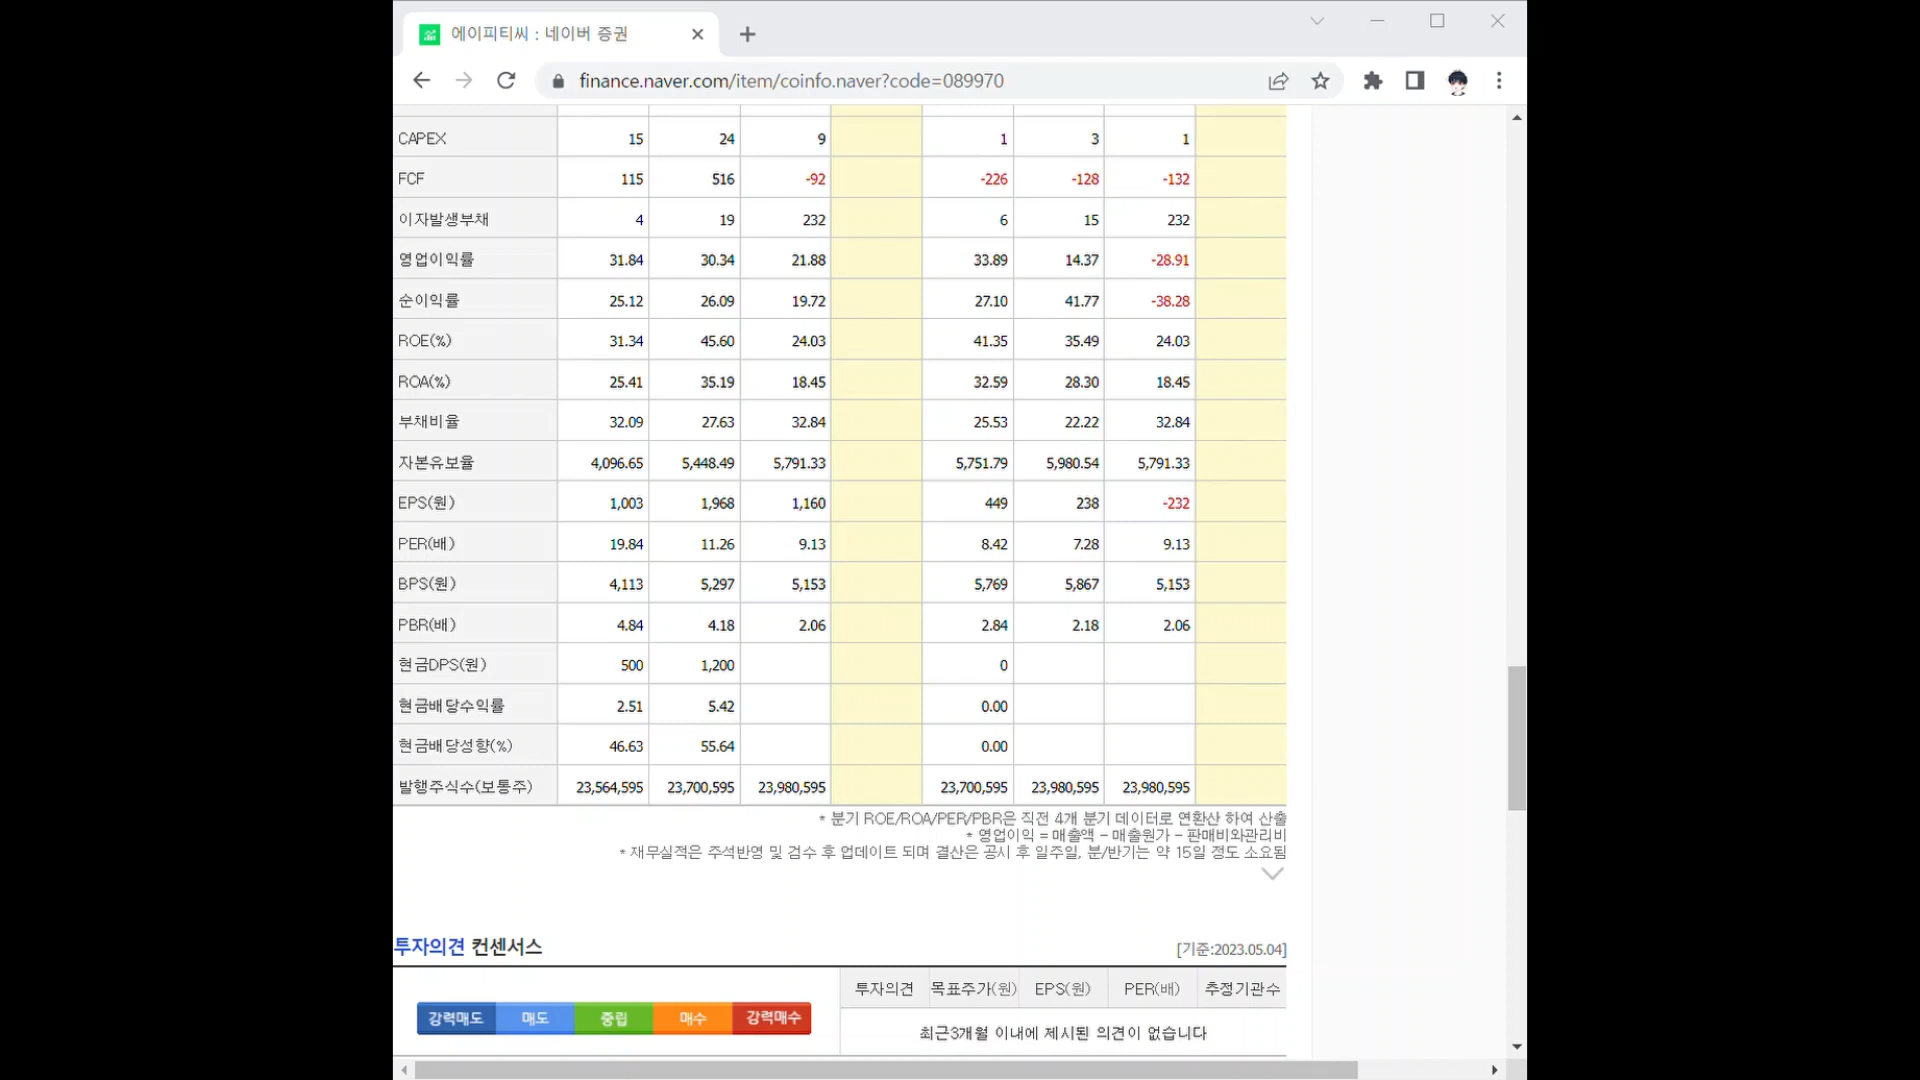 에이피티씨 : 네이버 증권
finance.naver.com/item/coinfo.naver?code=089970
CAPEX 15 24 9 1 3 1
FCF 115 516 -92 -226 -128 -132
이자발생부채 4 19 232 6 15 232
영업이익률 31.84 30.34 21.88 33.89 14.37 -28.91
순이익률 25.12 26.09 19.72 27.10 41.77 -38.28
ROE(%) 31.34 45.60 24.03 41.35 35.49 24.03
ROA(%) 25.41 35.19 18.45 32.59 28.30 18.45
부채비율 32.09 27.63 32.84 25.53 22.22 32.84
자본유보율 4,096.65 5,448.49 5,791.33 5,751.79 5,980.54 5,791.33
EPS(원) 1,003 1,968 1,160 449 238 -232
PER(배) 19.84 11.26 9.13 8.42 7.28 9.13
BPS(원) 4,113 5,297 5,153 5,769 5,867 5,153
PBR(배) 4.84 4.18 2.06 2.84 2.18 2.06
현금DPS(원) 500 1,200 0
현금배당수익률 2.51 5.42 0.00
현금배당성향(%) 46.63 55.64 0.00
발행주식수(보통주) 23,564,595 23,700,595 23,980,595 23,700,595 23,980,595 23,980,595
* 분기 ROE/ROA/PER/PBR은 직전 4개 분기 데이터로 연환산 하여 산출
* 영업이익 = 매출액 - 매출원가 - 판매비와관리비
* 재무실적은 주석반영 및 검수 후 업데이트 되며 결산은 공시 후 일주일, 분/반기는 약 15일 정도 소요됨
투자의견 컨센서스 [기준:2023.05.04]
투자의견 목표주가(원) EPS(원) PER(배) 추정기관수
강력매도 매도 중립 매수 강력매수
최근3개월 이내에 제시된 의견이 없습니다